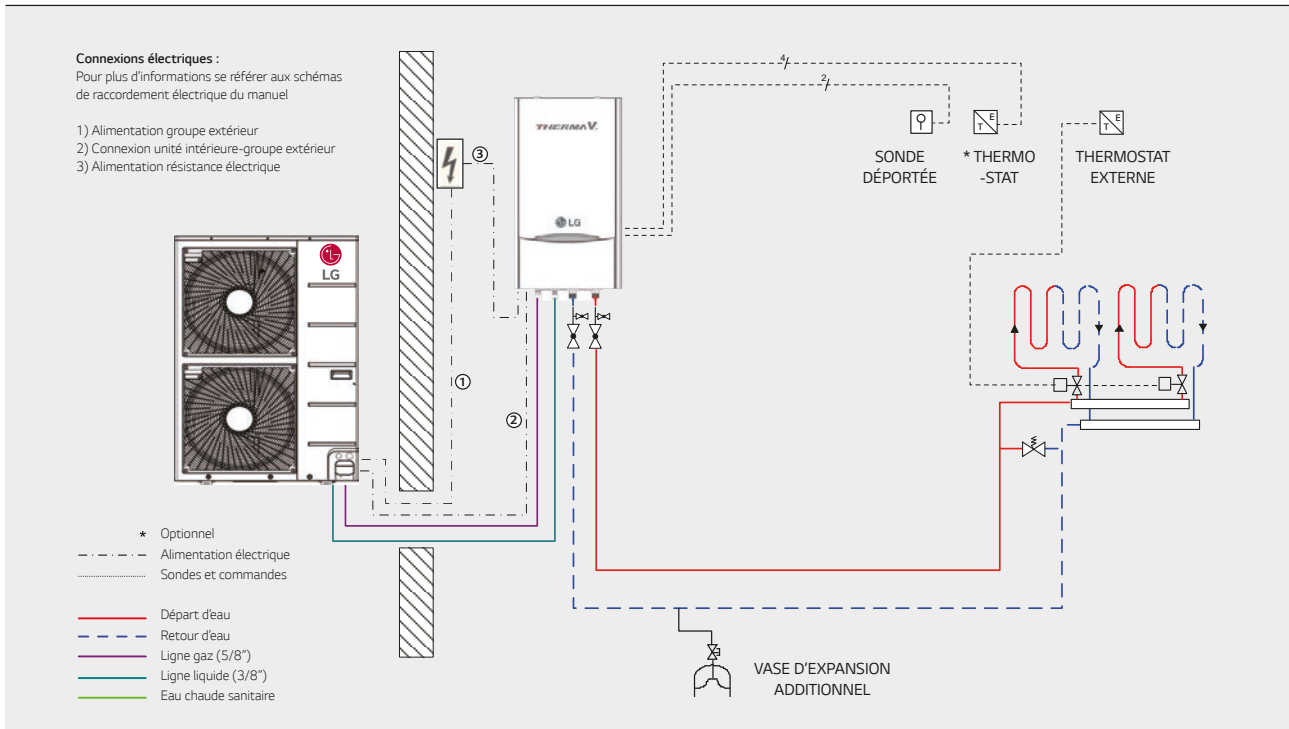 Connexions électriques :
Pour plus d'informations se référer aux schémas
de raccordement électrique du manuel
1) Alimentation groupe extérieur
2) Connexion unité intérieure-groupe extérieur
3) Alimentation résistance électrique
LG
THERMAV.
LG
③
①
②
4
2
T E
T E
SONDE
DÉPORTÉE
* THERMO
-STAT
THERMOSTAT
EXTERNE
* Optionnel
Alimentation électrique
Sondes et commandes
Départ d'eau
Retour d'eau
Ligne gaz (5/8")
Ligne liquide (3/8")
Eau chaude sanitaire
VASE D'EXPANSION
ADDITIONNEL